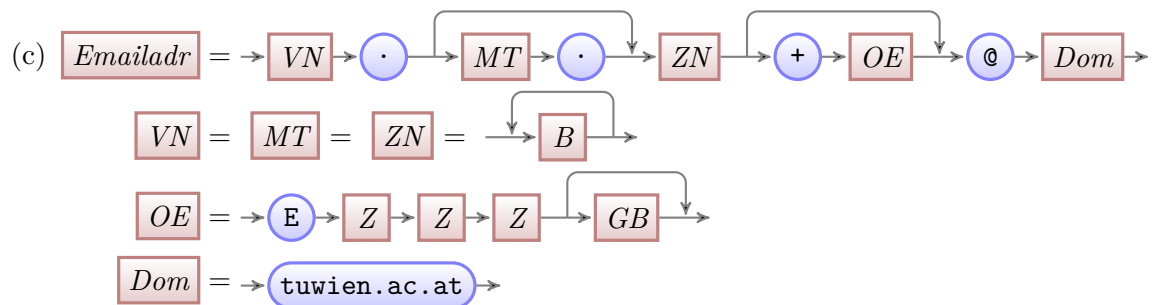 (c) Emailadr = VN · MT · ZN + OE @ Dom
VN = MT = ZN = B
OE = E Z Z Z GB
Dom = tuwien.ac.at